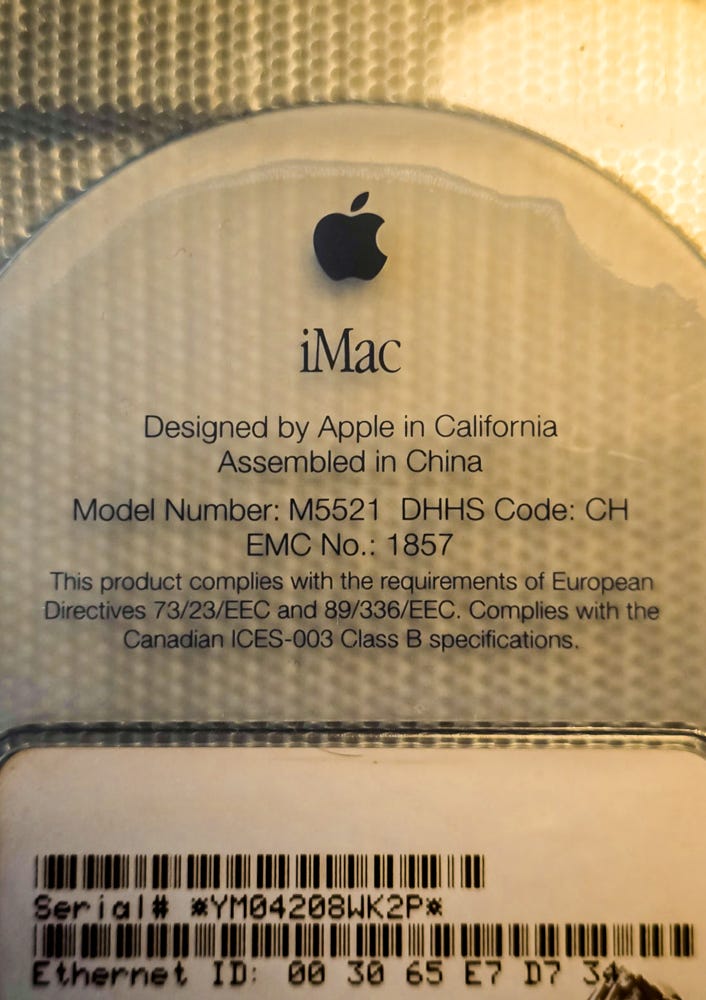 iMac
Designed by Apple in California
Assembled in China
Model Number: M5521 DHHS Code: CH
EMC No.: 1857
This product complies with the requirements of European
Directives 73/23/EEC and 89/336/EEC. Complies with the
Canadian ICES-003 Class B specifications.
Serial# *YM04208WK2P*
Ethernet ID: 00 30 65 E7 D7 34